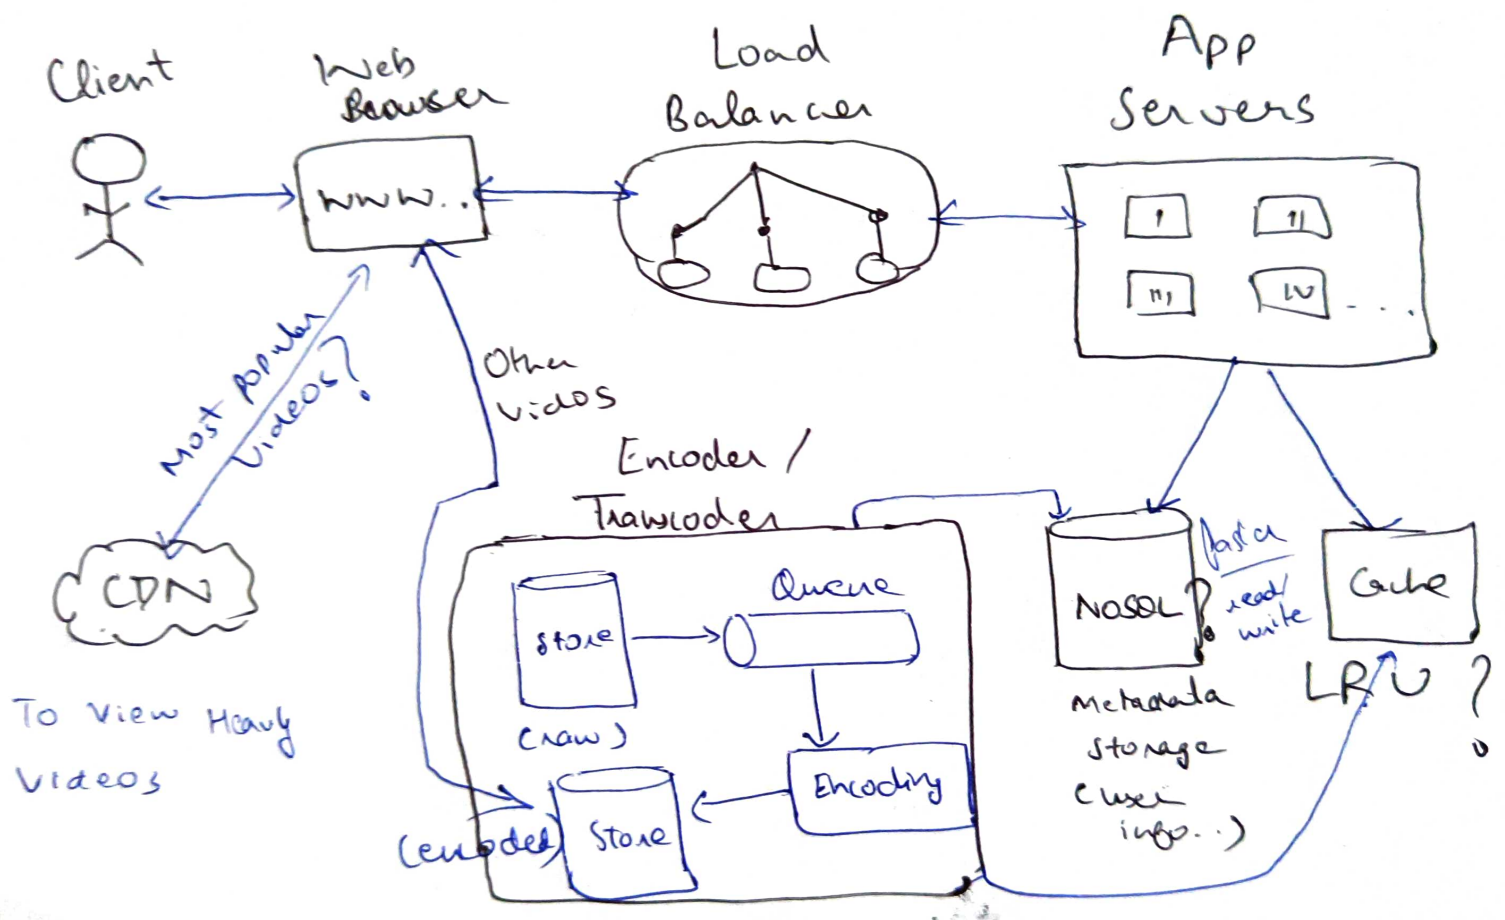 Client
Web
Browser
Load
Balancer
App
Servers
www..
I
II
III
IV ....
Most popular
Videos?
Other
Vidos
Encoder /
Transcoder
CDN
To View Heavy
Videos
Store
(raw)
Queue
Encoding
Store
(encoded)
NoSQL ?
faster
read/
write
Metadata
Storage
(user
info...)
Cache
LRU ?